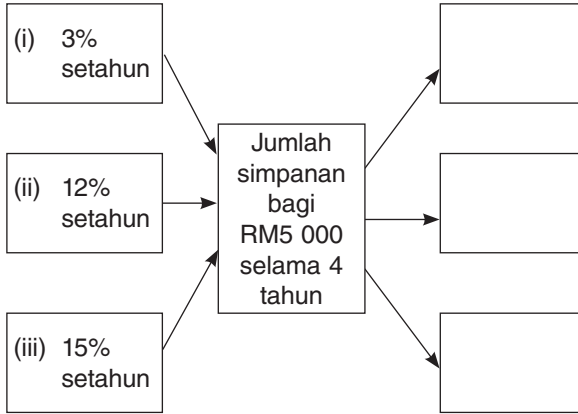 (i) 3%
setahun
(ii) 12%
setahun
(iii) 15%
setahun
Jumlah
simpanan
bagi
RM5 000
selama 4
tahun